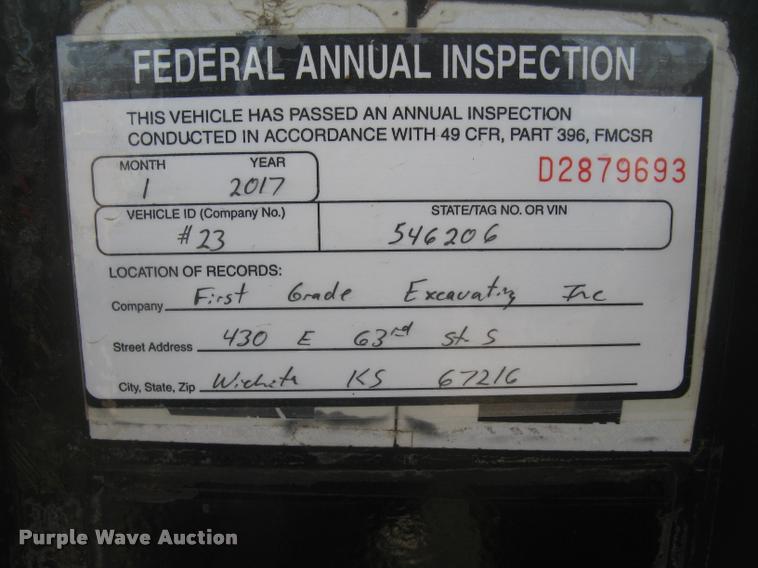 FEDERAL ANNUAL INSPECTION
THIS VEHICLE HAS PASSED AN ANNUAL INSPECTION
CONDUCTED IN ACCORDANCE WITH 49 CFR, PART 396, FMCSR
MONTH YEAR
1 2017 D2879693
VEHICLE ID (Company No.) STATE/TAG NO. OR VIN
#23 546206
LOCATION OF RECORDS:
Company First Grade Excavating Inc
Street Address 430 E 63rd St. S
City, State, Zip Wichita KS 67216
Purple Wave Auction